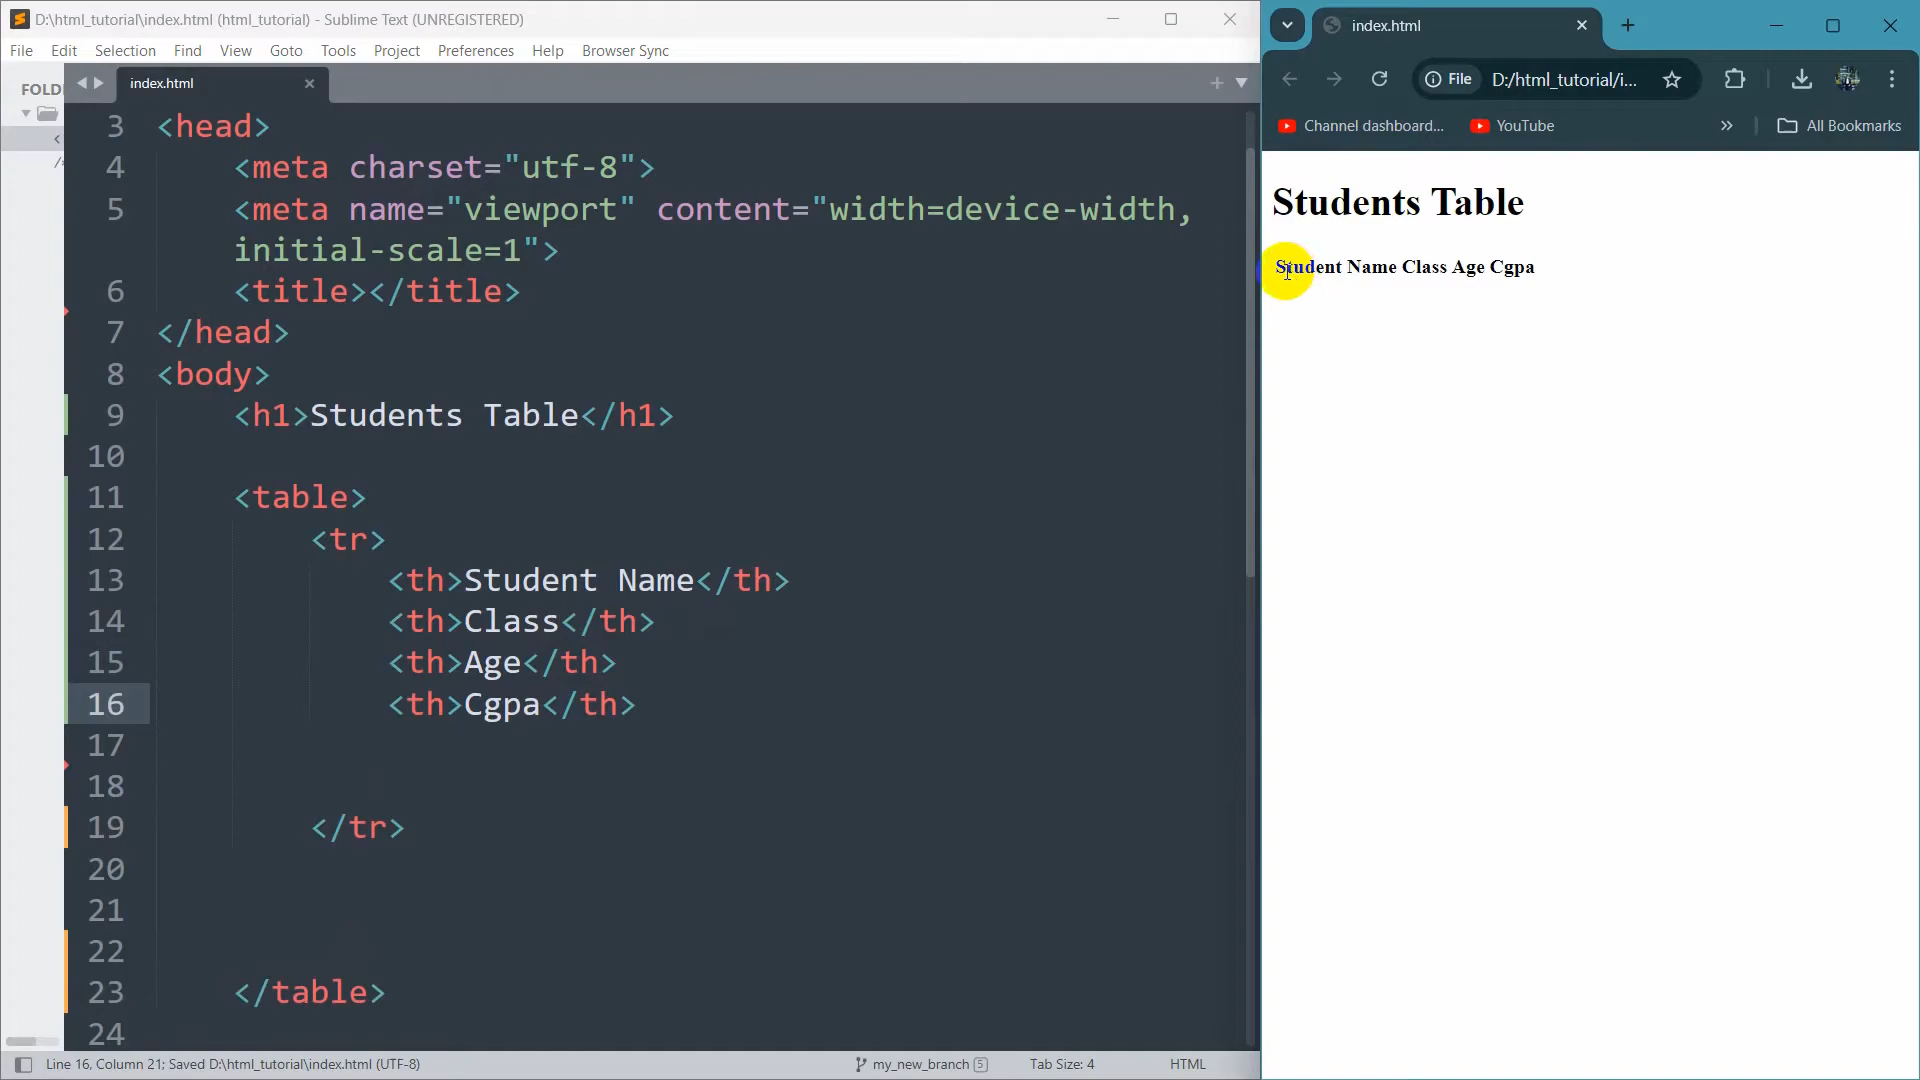 D:\html_tutorial\index.html (html_tutorial) - Sublime Text (UNREGISTERED)
File Edit Selection Find View Goto Tools Project Preferences Help Browser Sync
FOLD
index.html
3 <head>
4 <meta charset="utf-8">
5 <meta name="viewport" content="width=device-width,
initial-scale=1">
6 <title></title>
7 </head>
8 <body>
9 <h1>Students Table</h1>
10
11 <table>
12 <tr>
13 <th>Student Name</th>
14 <th>Class</th>
15 <th>Age</th>
16 <th>Cgpa</th>
17
18
19 </tr>
20
21
22
23 </table>
24
Line 16, Column 21; Saved D:\html_tutorial\index.html (UTF-8) my_new_branch 5 Tab Size: 4 HTML
index.html
File D:/html_tutorial/i...
Channel dashboard... YouTube » All Bookmarks
Students Table
Student Name Class Age Cgpa